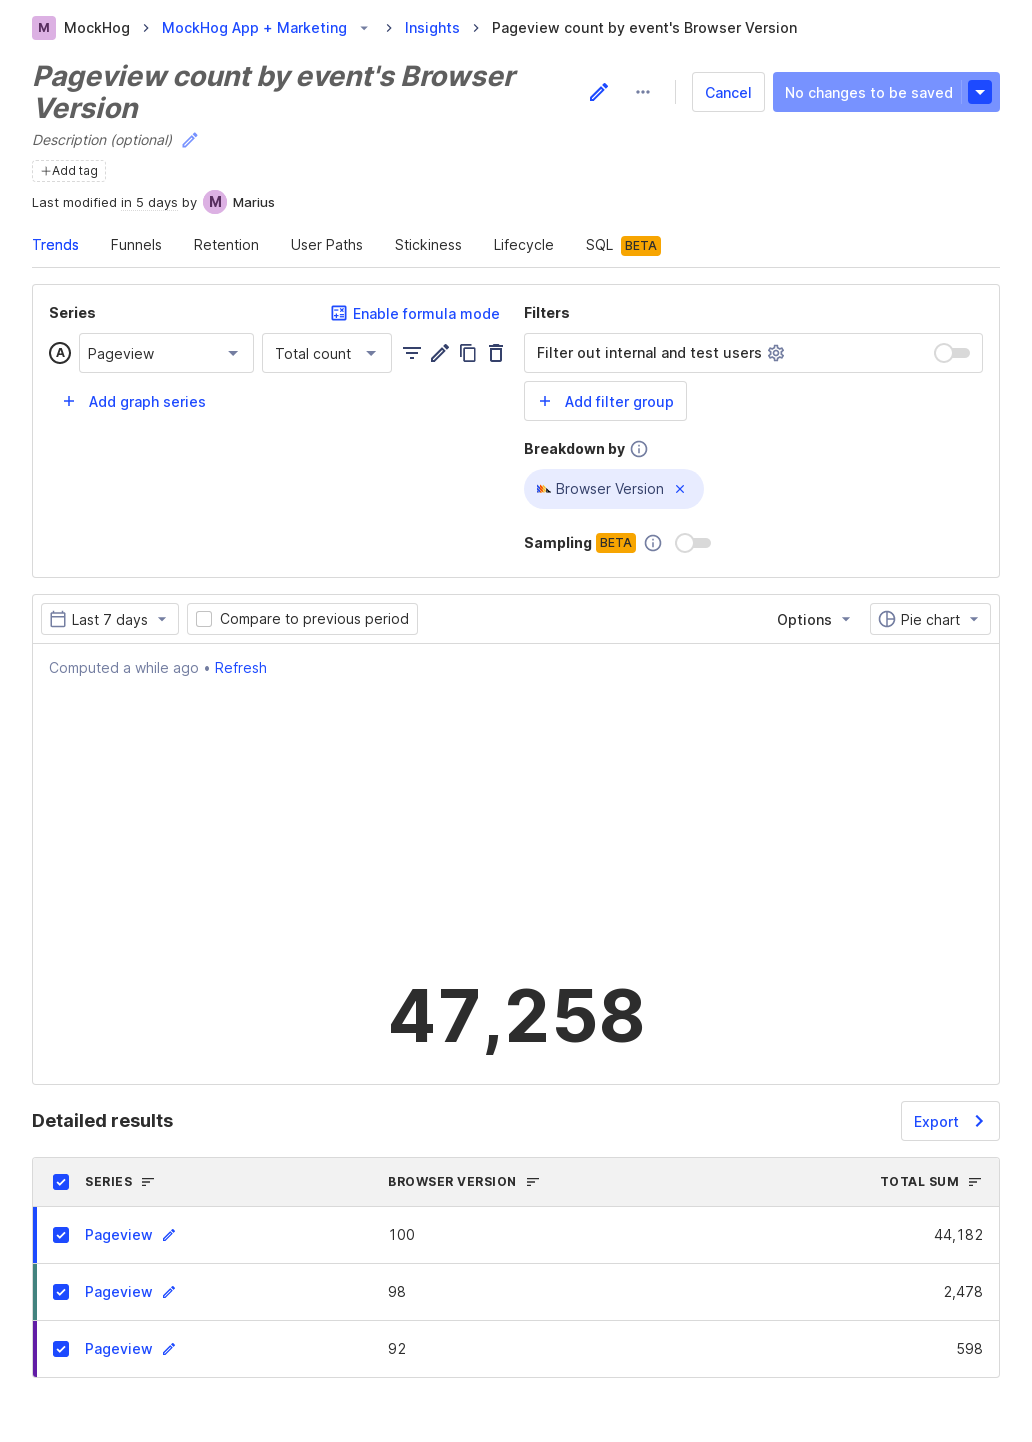 M MockHog MockHog App + Marketing Insights Pageview count by event's Browser Version
Pageview count by event's Browser
Version
Cancel
No changes to be saved
Description (optional)
Add tag
Last modified in 5 days by M Marius
Trends Funnels Retention User Paths Stickiness Lifecycle SQL BETA
Series Enable formula mode
A Pageview Total count
Add graph series
Filters
Filter out internal and test users
Add filter group
Breakdown by
Browser Version
Sampling BETA
Last 7 days Compare to previous period Options Pie chart
Computed a while ago • Refresh
47,258
Detailed results Export
SERIES BROWSER VERSION TOTAL SUM
Pageview 100 44,182
Pageview 98 2,478
Pageview 92 598